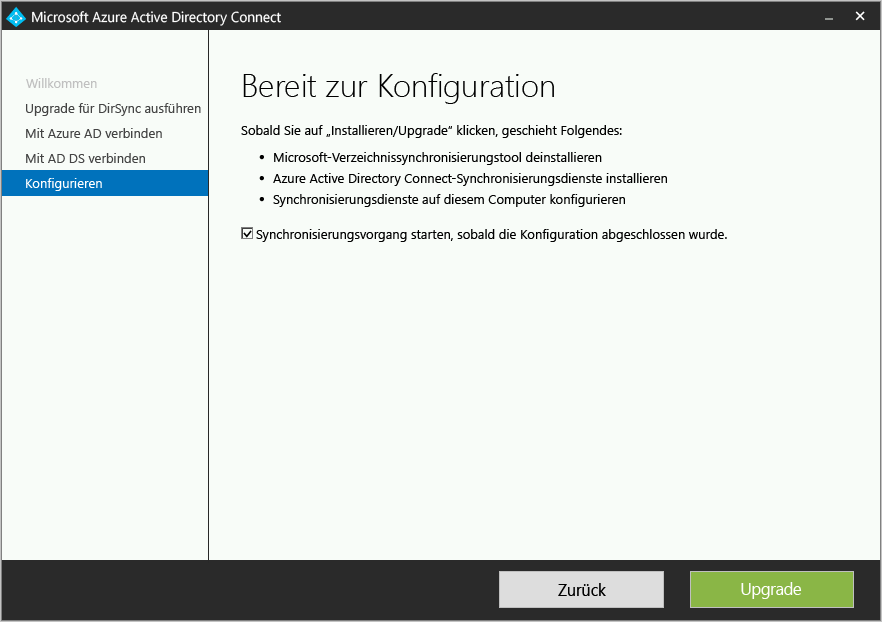 Microsoft Azure Active Directory Connect
Willkommen
Upgrade für DirSync ausführen
Mit Azure AD verbinden
Mit AD DS verbinden
Konfigurieren
Bereit zur Konfiguration
Sobald Sie auf „Installieren/Upgrade“ klicken, geschieht Folgendes:
• Microsoft-Verzeichnissynchronisierungstool deinstallieren
• Azure Active Directory Connect-Synchronisierungsdienste installieren
• Synchronisierungsdienste auf diesem Computer konfigurieren
Synchronisierungsvorgang starten, sobald die Konfiguration abgeschlossen wurde.
Zurück
Upgrade